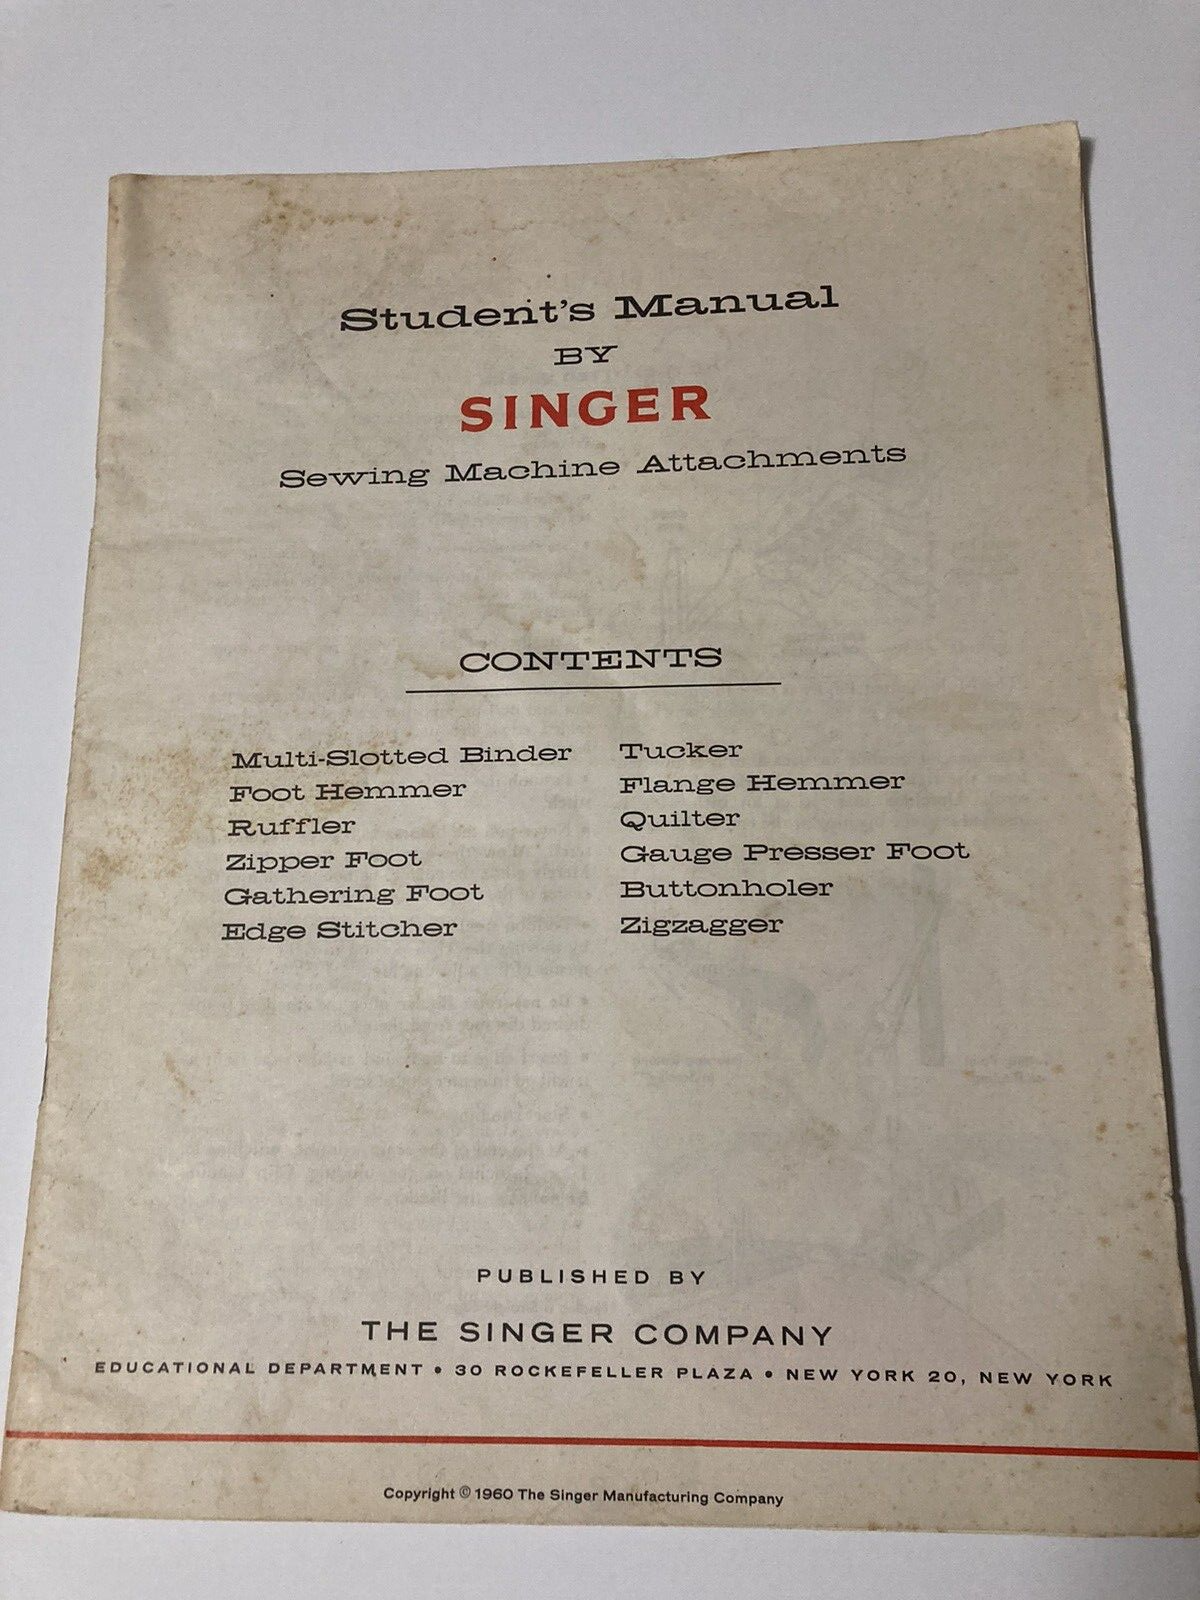 Student's Manual
BY
SINGER
Sewing Machine Attachments
CONTENTS
Multi-Slotted Binder
Foot Hemmer
Ruffler
Zipper Foot
Gathering Foot
Edge Stitcher
Tucker
Flange Hemmer
Quilter
Gauge Presser Foot
Buttonholer
Zigzagger
PUBLISHED BY
THE SINGER COMPANY
EDUCATIONAL DEPARTMENT • 30 ROCKEFELLER PLAZA • NEW YORK 20, NEW YORK
Copyright © 1960 The Singer Manufacturing Company